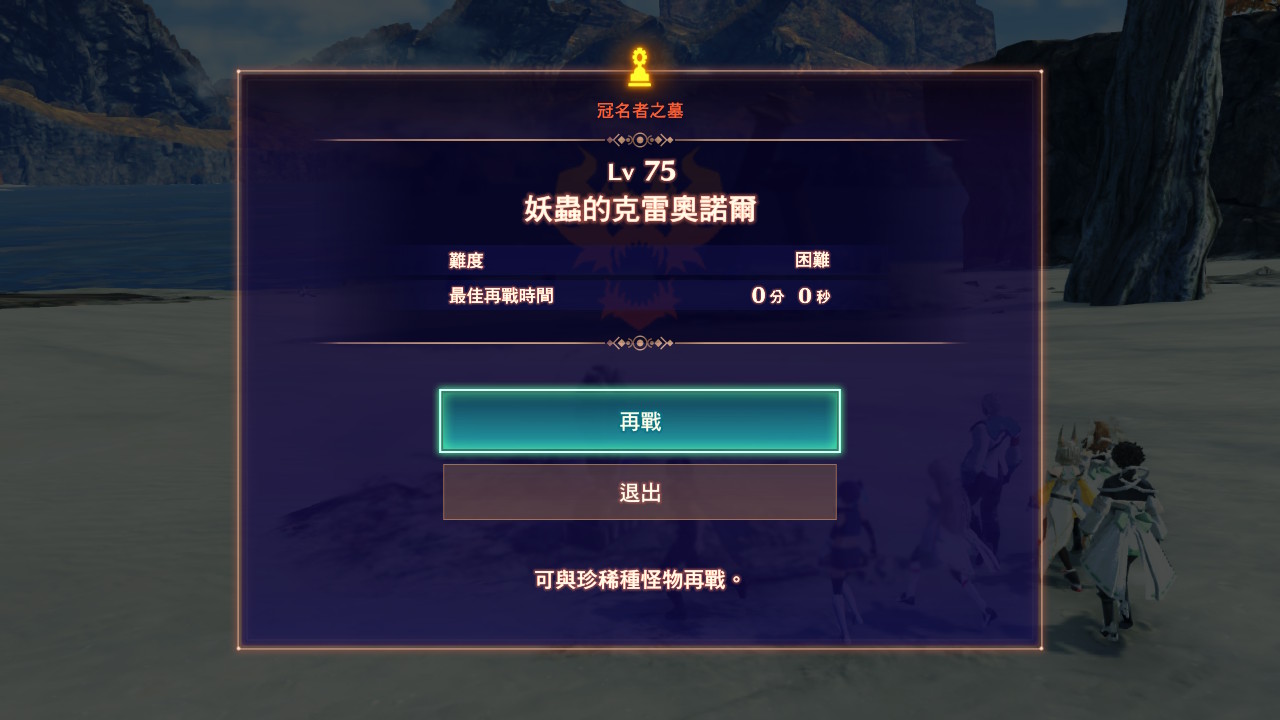 冠名者之墓
Lv 75
妖蟲的克雷奧諾爾
難度 困難
最佳再戰時間 0分 0秒
再戰
退出
可與珍稀種怪物再戰。